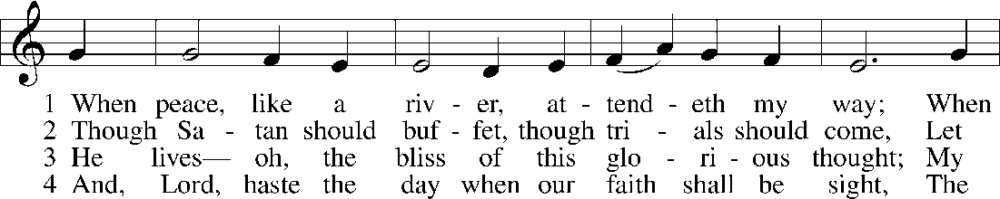 1 When peace, like a riv - er, at - tend - eth my way; When
2 Though Sa - tan should buf - fet, though tri - als should come, Let
3 He lives— oh, the bliss of this glo - ri - ous thought; My
4 And, Lord, haste the day when our faith shall be sight, The